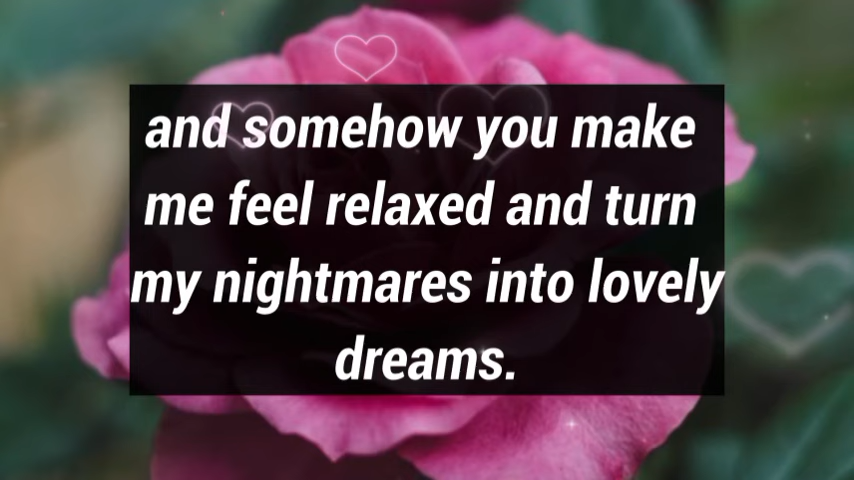 and somehow you make
me feel relaxed and turn
my nightmares into lovely
dreams.